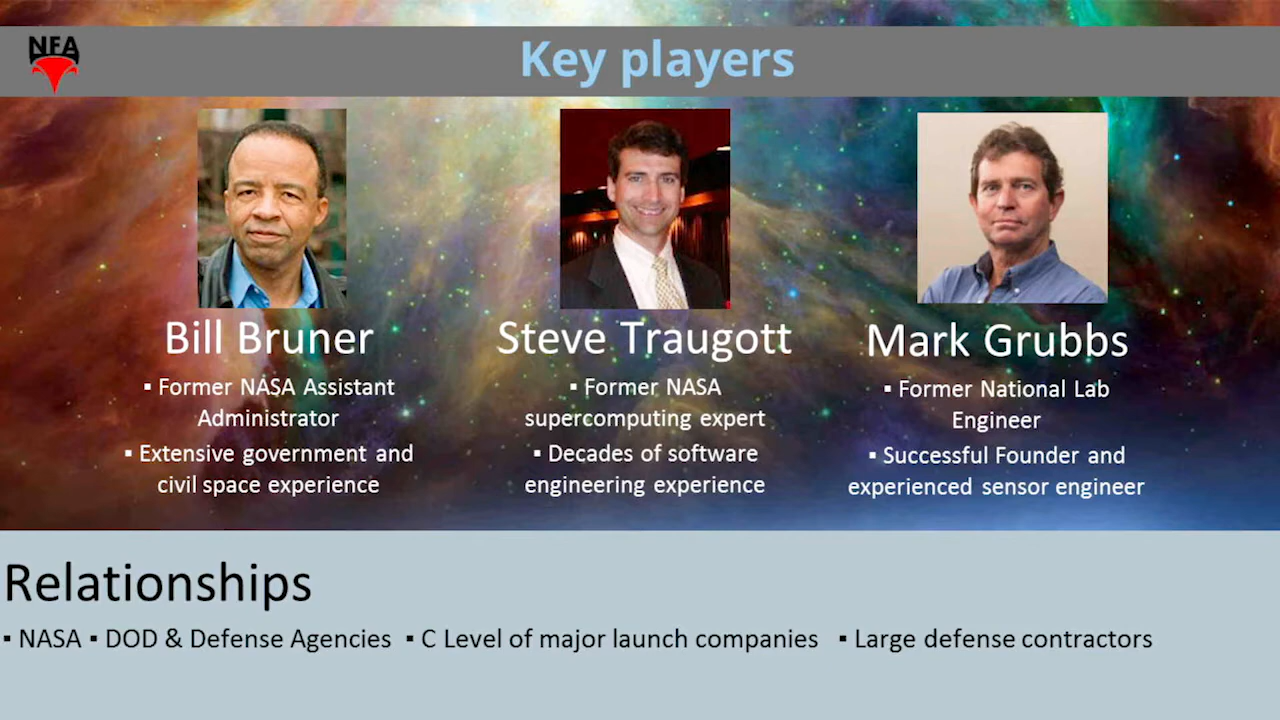 NFA
Key players
Bill Bruner
▪ Former NASA Assistant
Administrator
▪ Extensive government and
civil space experience
Steve Traugott
▪ Former NASA
supercomputing expert
▪ Decades of software
engineering experience
Mark Grubbs
▪ Former National Lab
Engineer
▪ Successful Founder and
experienced sensor engineer
Relationships
▪ NASA ▪ DOD & Defense Agencies ▪ C Level of major launch companies ▪ Large defense contractors